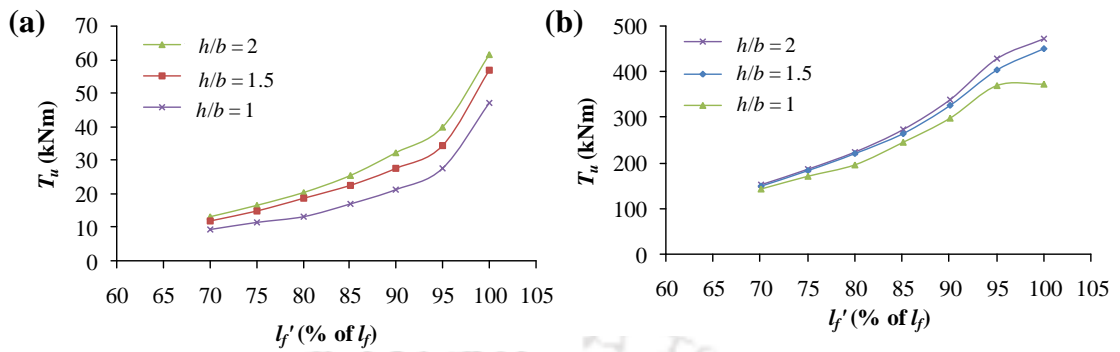 (a)
70
60
50
40
30
20
10
0
T_u (kNm)
h/b = 2
h/b = 1.5
h/b = 1
60 65 70 75 80 85 90 95 100 105
l_f' (% of l_f)
(b)
500
400
300
200
100
0
T_u (kNm)
h/b = 2
h/b = 1.5
h/b = 1
60 65 70 75 80 85 90 95 100 105
l_f' (% of l_f)